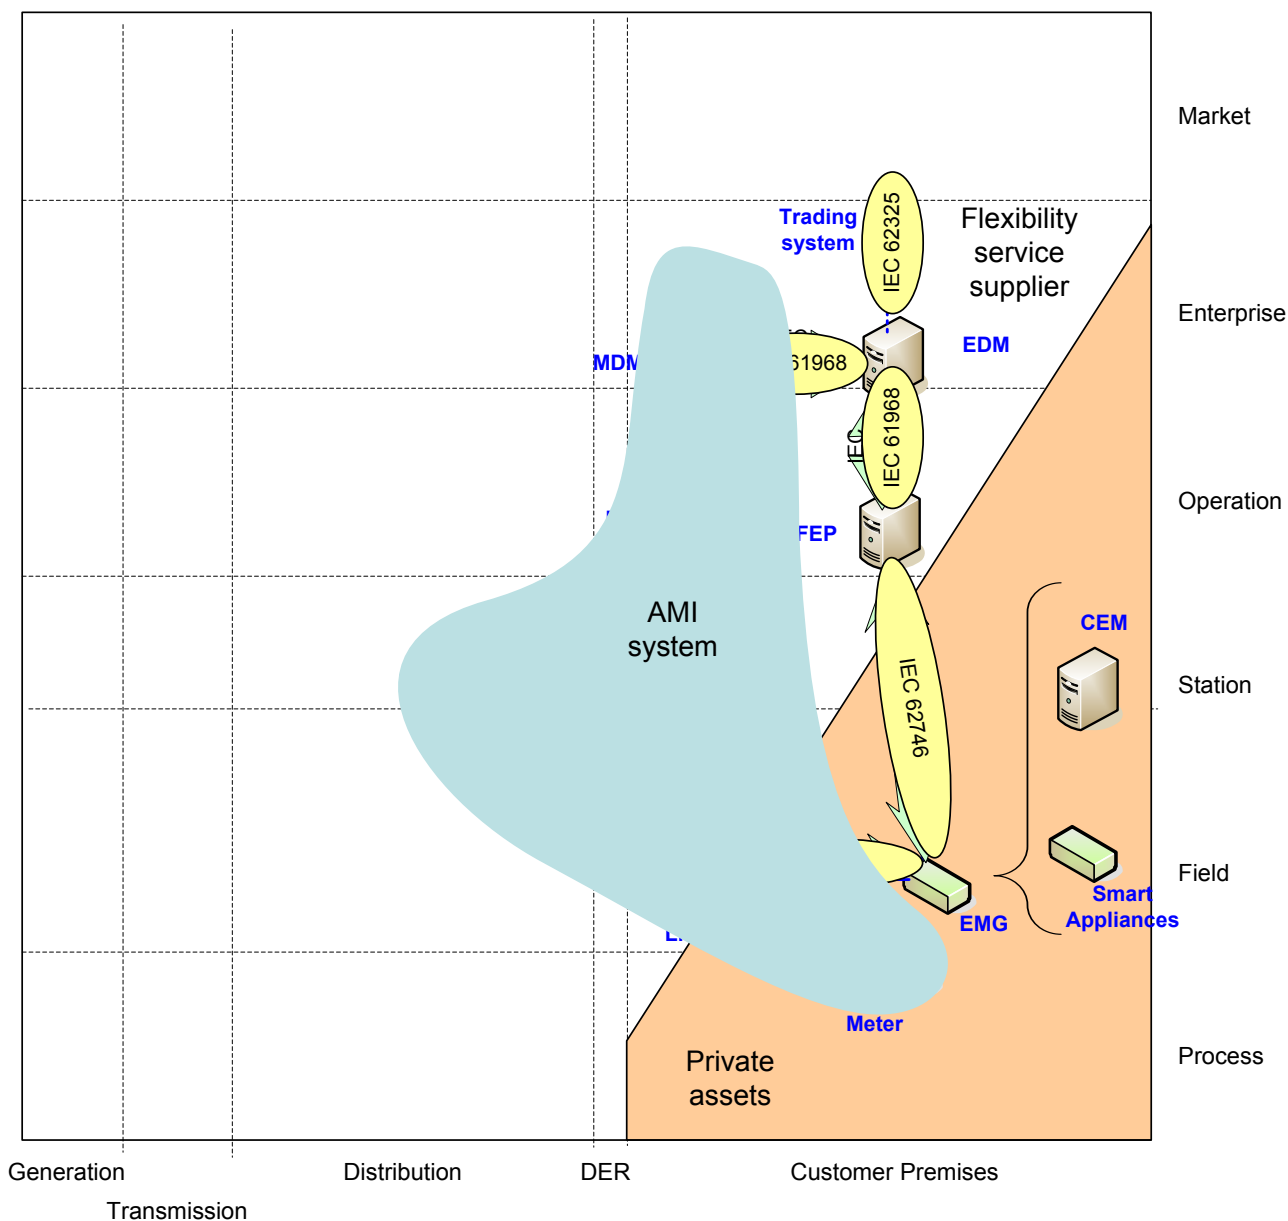 Market
Trading
system
IEC 62325
Flexibility
service
supplier
Enterprise
EDM
MDM
61968
IEC 61968
IEC
Operation
FEP
AMI
system
CEM
IEC 62746
Station
Field
Smart
Appliances
EMG
Meter
Private
assets
Process
Generation
Distribution
DER
Customer Premises
Transmission